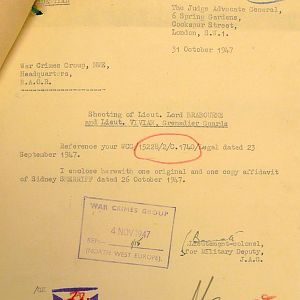 The Judge Advocate General,
6 Spring Gardens,
Cockspur Street,
London, S.W.1.
31 October 1947
War Crimes Group, NWE,
Headquarters,
B.A.O.R.
Shooting of Lieut. Lord BRABOURNE
and Lieut. VIVIAN, Grenadier Guards
Reference your WCG/15228/2/C.1740/Legal dated 23
September 1947.
I enclose herewith one original and one copy affidavit
of Sidney SHERRIFF dated 26 October 1947.
WAR CRIMES GROUP
4 NOV 1947
REF
(NORTH WEST EUROPE)
Lieutenant-Colonel,
for Military Deputy,
J.A.G.